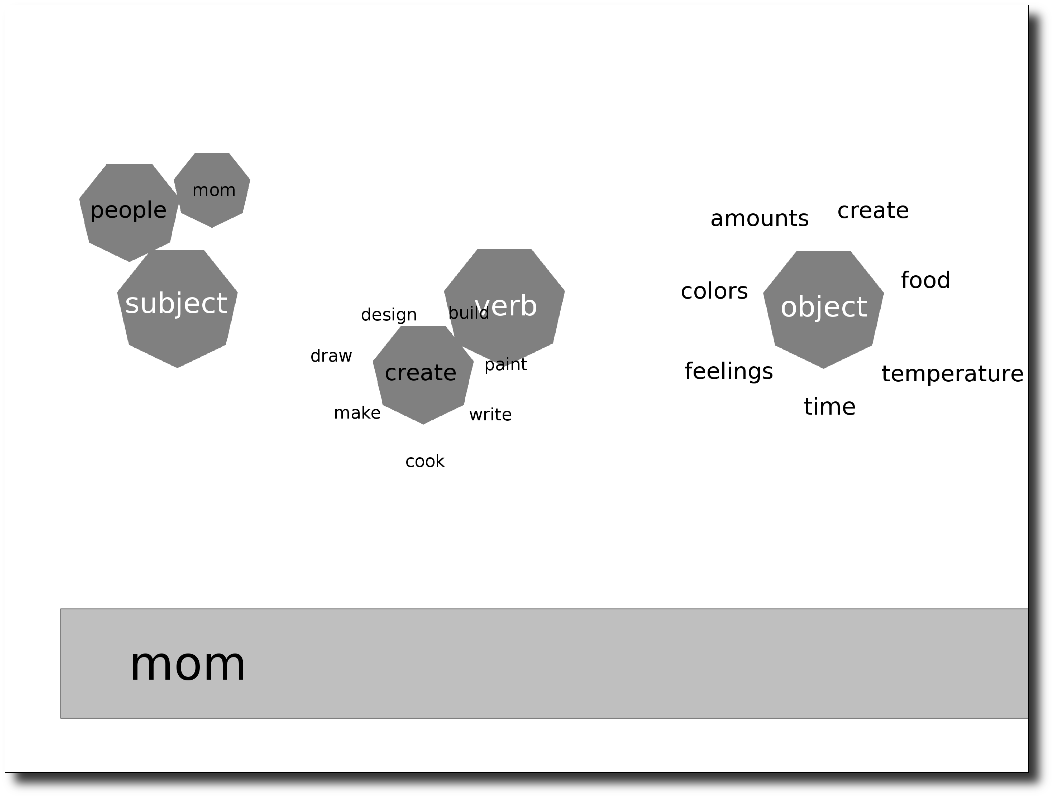 people
mom
subject
verb
design
build
draw
create
paint
make
write
cook
amounts
create
colors
object
food
feelings
temperature
time
mom